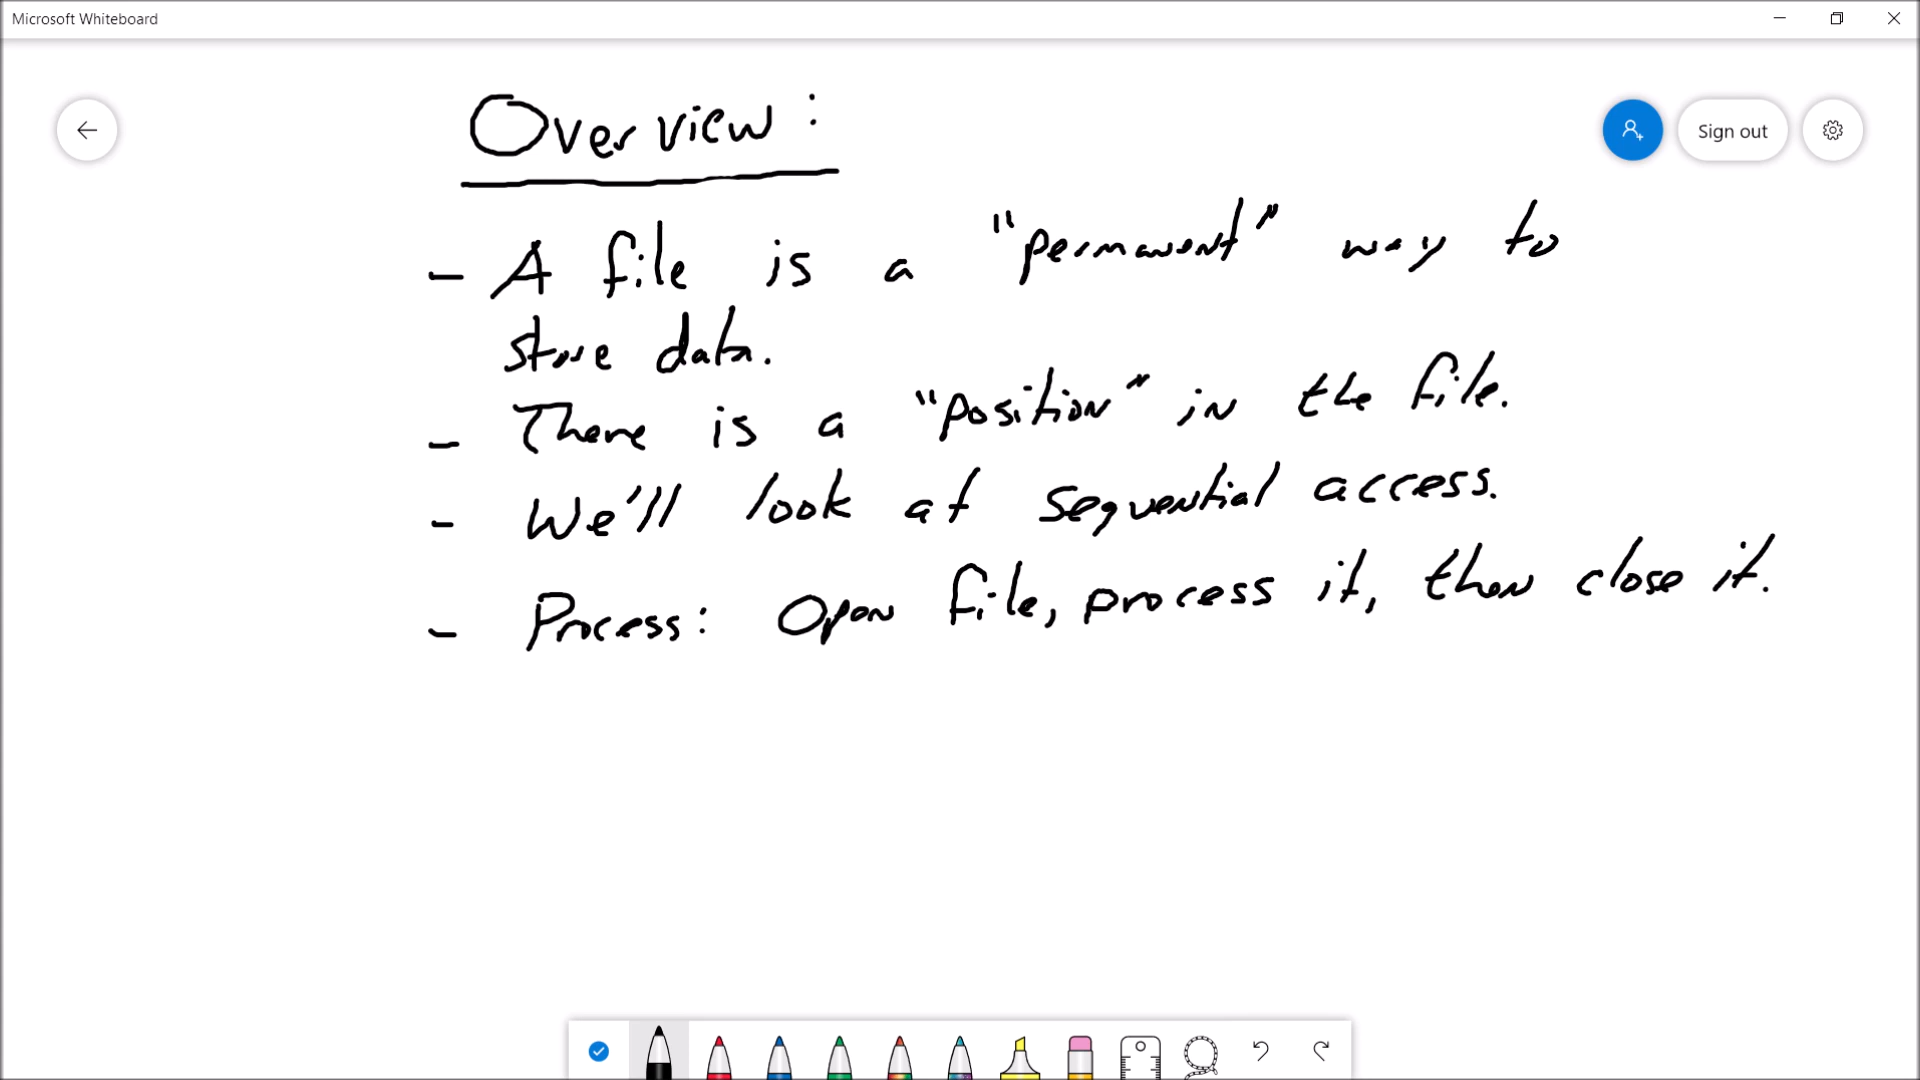 Microsoft Whiteboard
Sign out
Overview:
- A file is a "permanent" way to
store data.
- There is a "position" in the file.
- We'll look at sequential access.
- Process: Open file, process it, then close it.